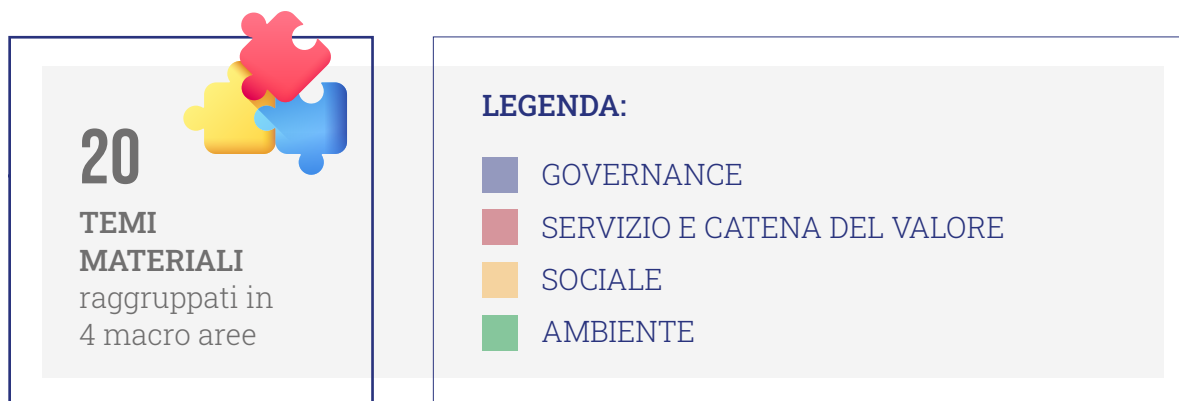 20
TEMI
MATERIALI
raggruppati in
4 macro aree
LEGENDA:
GOVERNANCE
SERVIZIO E CATENA DEL VALORE
SOCIALE
AMBIENTE